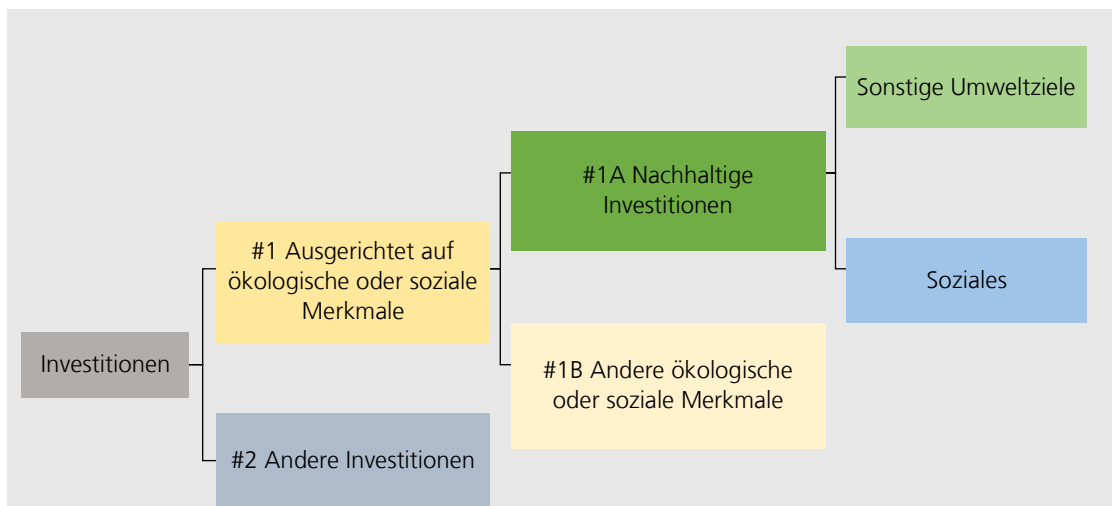 Investitionen
#1 Ausgerichtet auf
ökologische oder soziale
Merkmale
#2 Andere Investitionen
#1A Nachhaltige
Investitionen
#1B Andere ökologische
oder soziale Merkmale
Sonstige Umweltziele
Soziales